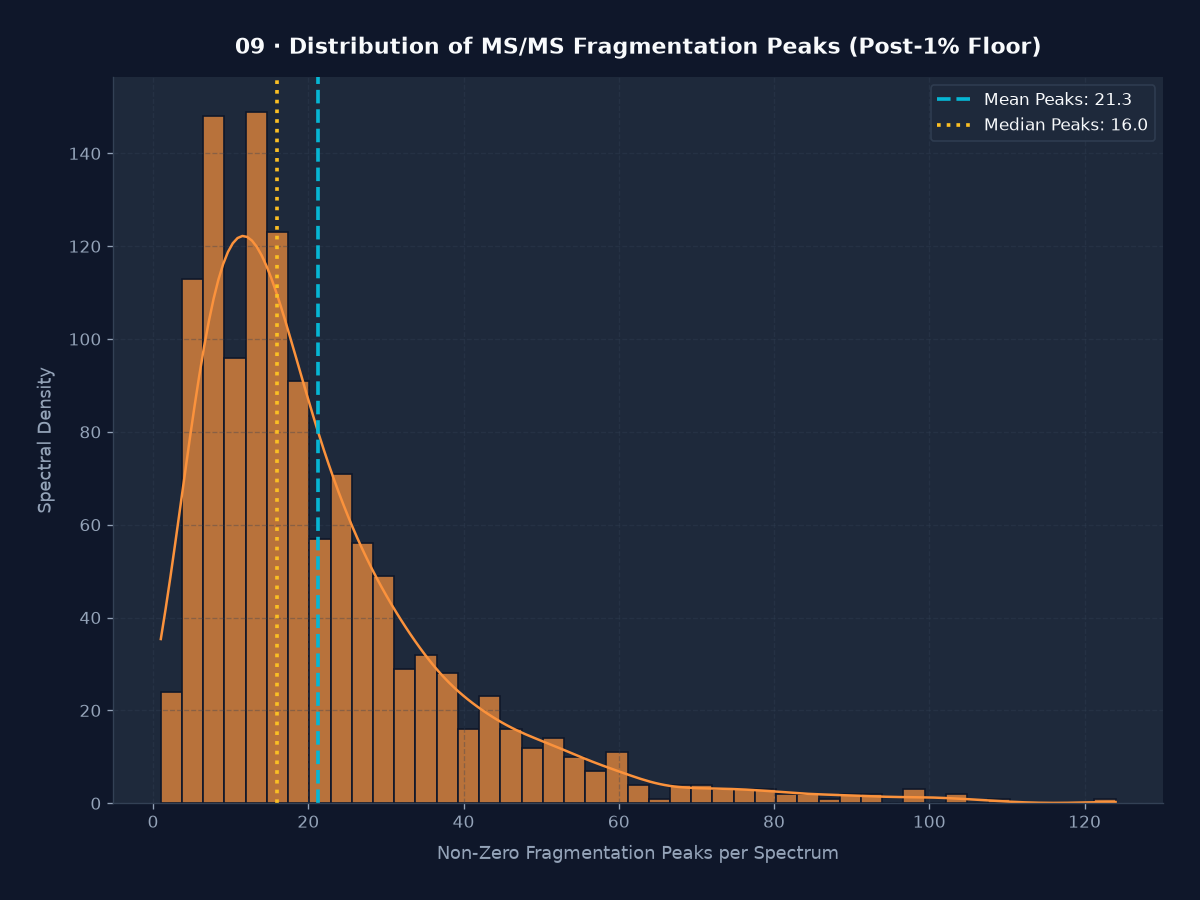 09 · Distribution of MS/MS Fragmentation Peaks (Post-1% Floor)
Mean Peaks: 21.3
Median Peaks: 16.0
Spectral Density
140
120
100
80
60
40
20
0
0 20 40 60 80 100 120
Non-Zero Fragmentation Peaks per Spectrum